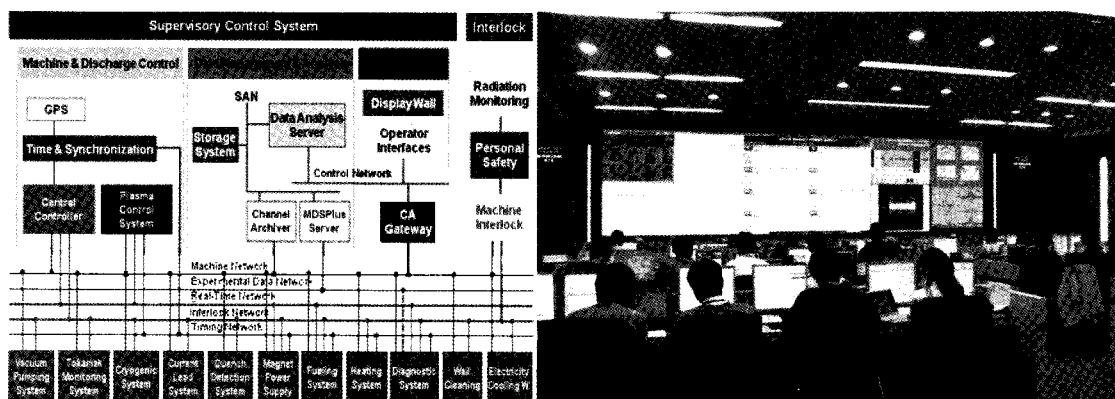 Supervisory Control System
Interlock
Machine & Discharge Control
GPS
Time & Synchronization
Central
Controller
Plasma
Control
System
SAN
Storage
System
Data Analysis
Server
Control Network
Channel
Archiver
MDSPlus
Server
Display Wall
Operator
Interfaces
CA
Gateway
Radiation
Monitoring
Personal
Safety
Machine
Interlock
Machine Network
Experimental Data Network
Real-Time Network
Interlock Network
Timing Network
Vacuum
Pumping
System
Tokamak
Monitoring
System
Cryogenic
System
Current
Lead
System
Quench
Detection
System
Magnet
Power
Supply
Fueling
System
Heating
System
Diagnostic
System
Wall
Cleaning
Electricity
Cooling W